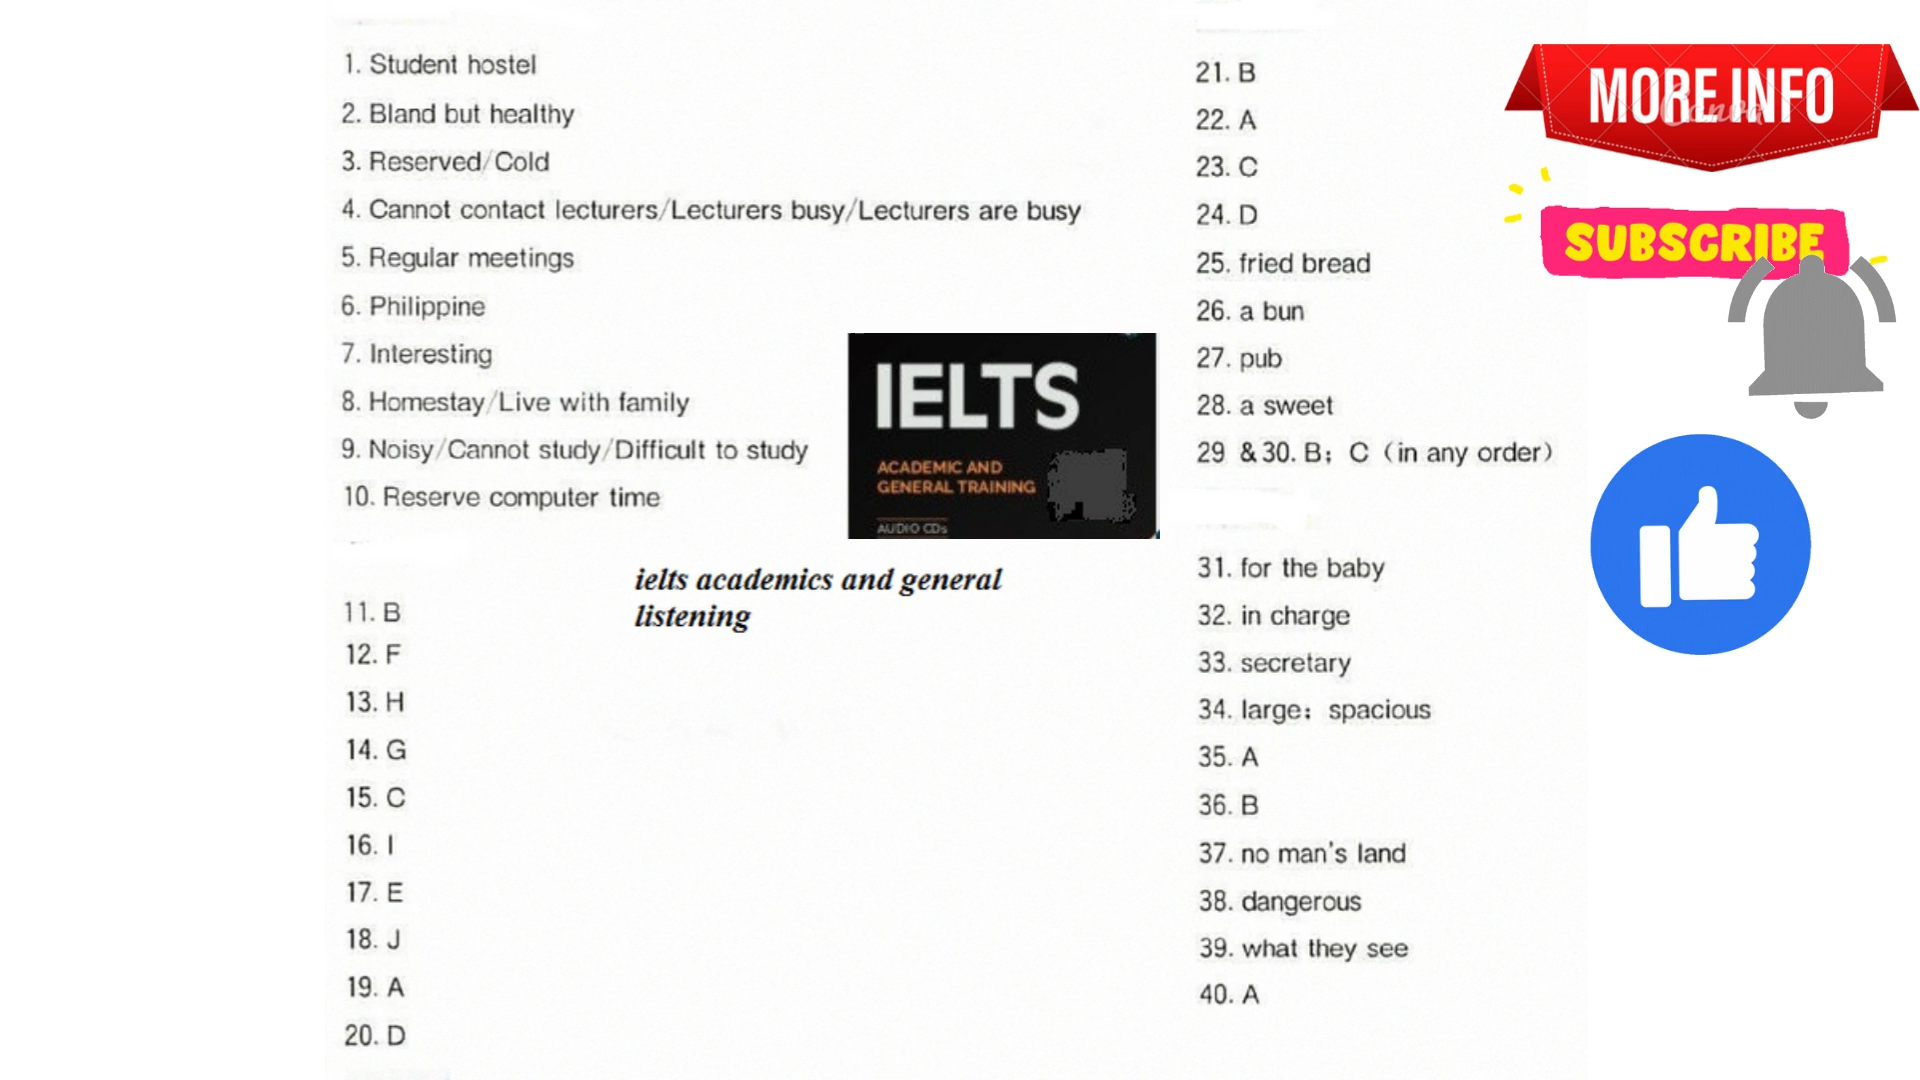 1. Student hostel
2. Bland but healthy
3. Reserved/Cold
4. Cannot contact lecturers/Lecturers busy/Lecturers are busy
5. Regular meetings
6. Philippine
7. Interesting
8. Homestay/Live with family
9. Noisy/Cannot study/Difficult to study
10. Reserve computer time
IELTS
ACADEMIC AND
GENERAL TRAINING
AUDIO CDs
ielts academics and general
listening
11. B
12. F
13. H
14. G
15. C
16. I
17. E
18. J
19. A
20. D
21. B
22. A
23. C
24. D
25. fried bread
26. a bun
27. pub
28. a sweet
29 & 30. B; C (in any order)
31. for the baby
32. in charge
33. secretary
34. large; spacious
35. A
36. B
37. no man's land
38. dangerous
39. what they see
40. A
MORE INFO
Canva
SUBSCRIBE